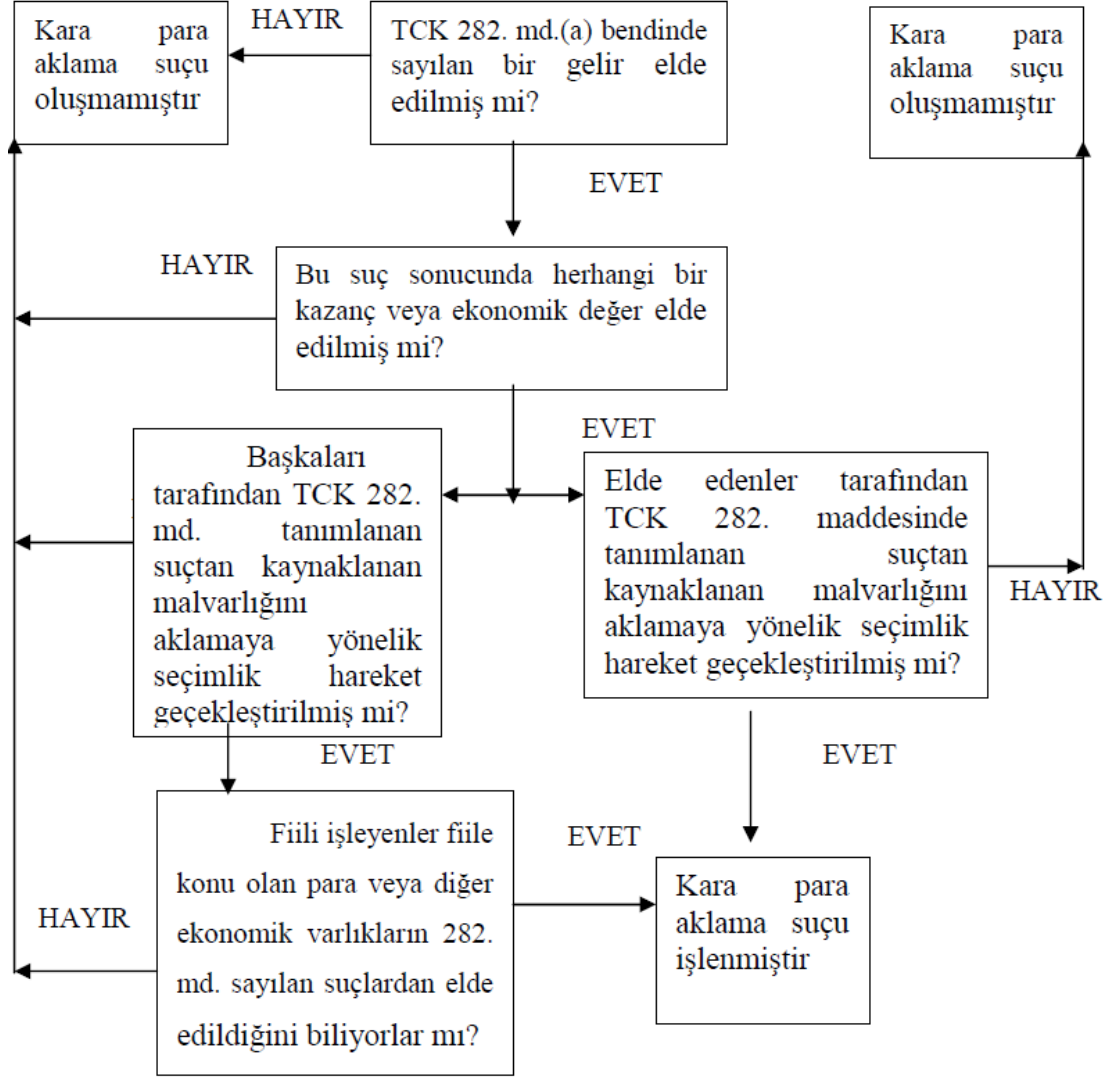 Kara para
aklama suçu
oluşmamıştır
HAYIR
TCK 282. md.(a) bendinde
sayılan bir gelir elde
edilmiş mi?
Kara para
aklama suçu
oluşmamıştır
EVET
HAYIR
Bu suç sonucunda herhangi bir
kazanç veya ekonomik değer elde
edilmiş mi?
EVET
Başkaları
tarafından TCK 282.
md. tanımlanan
suçtan kaynaklanan
malvarlığını
aklamaya yönelik
seçimlik hareket
geçekleştirilmiş mi?
Elde edenler tarafından
TCK 282. maddesinde
tanımlanan suçtan
kaynaklanan malvarlığını
aklamaya yönelik seçimlik
hareket geçekleştirilmiş mi?
HAYIR
EVET
EVET
Fiili işleyenler fiile
konu olan para veya diğer
ekonomik varlıkların 282.
md. sayılan suçlardan elde
edildiğini biliyorlar mı?
HAYIR
EVET
Kara para
aklama suçu
işlenmiştir